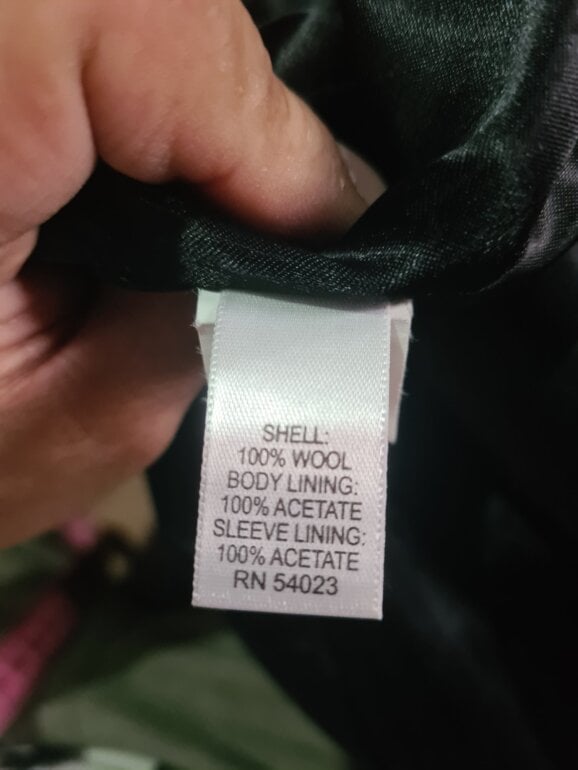 SHELL:
100% WOOL
BODY LINING:
100% ACETATE
SLEEVE LINING:
100% ACETATE
RN 54023